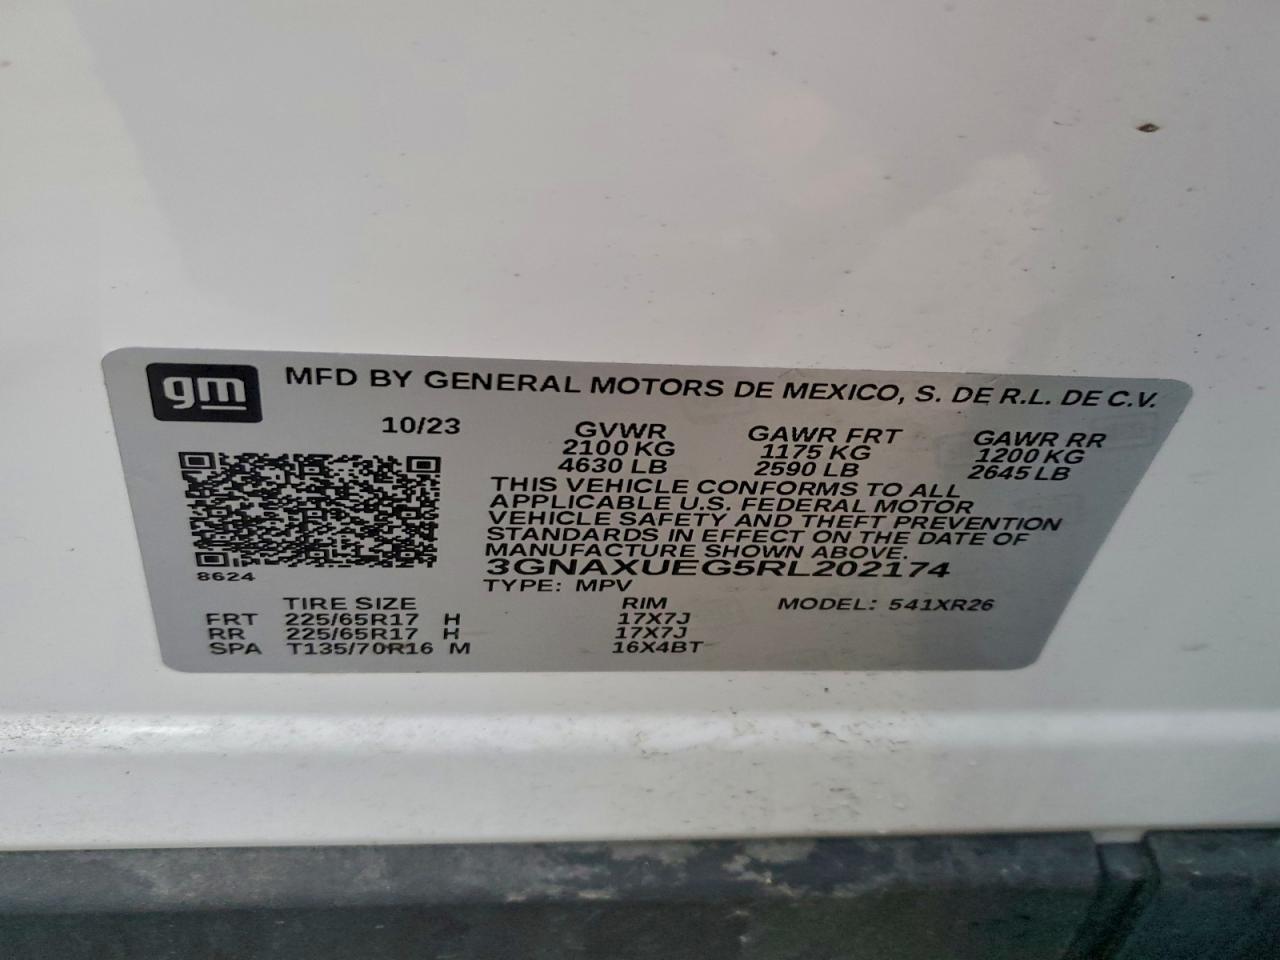 gm MFD BY GENERAL MOTORS DE MEXICO, S. DE R.L. DE C.V.
10/23 GVWR GAWR FRT GAWR RR
2100 KG 1175 KG 1200 KG
4630 LB 2590 LB 2645 LB
THIS VEHICLE CONFORMS TO ALL
APPLICABLE U.S. FEDERAL MOTOR
VEHICLE SAFETY AND THEFT PREVENTION
STANDARDS IN EFFECT ON THE DATE OF
MANUFACTURE SHOWN ABOVE.
3GNAXUEG5RL202174
8624
TYPE: MPV
TIRE SIZE RIM MODEL: 541XR26
FRT 225/65R17 H 17X7J
RR 225/65R17 H 17X7J
SPA T135/70R16 M 16X4BT